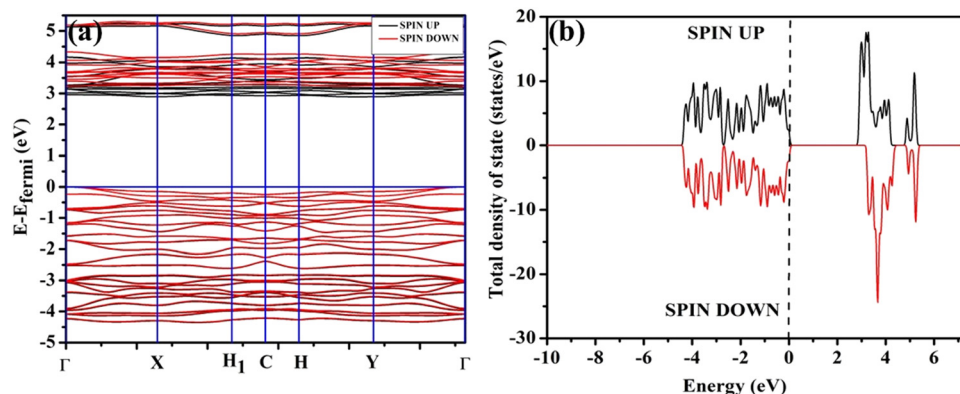 (a)
SPIN UP
SPIN DOWN
E-Efermi (eV)
5
4
3
2
1
0
-1
-2
-3
-4
-5
Γ X H1 C H Y Γ
(b)
SPIN UP
SPIN DOWN
Total density of state (states/eV)
20
10
0
-10
-20
-30
-10 -8 -6 -4 -2 0 2 4 6
Energy (eV)